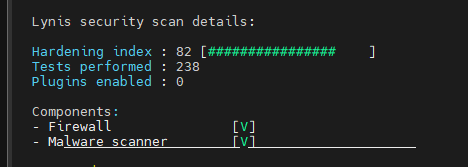 Lynis security scan details:
Hardening index : 82 [################    ]
Tests performed : 238
Plugins enabled : 0
Components:
- Firewall               [V]
- Malware scanner        [V]